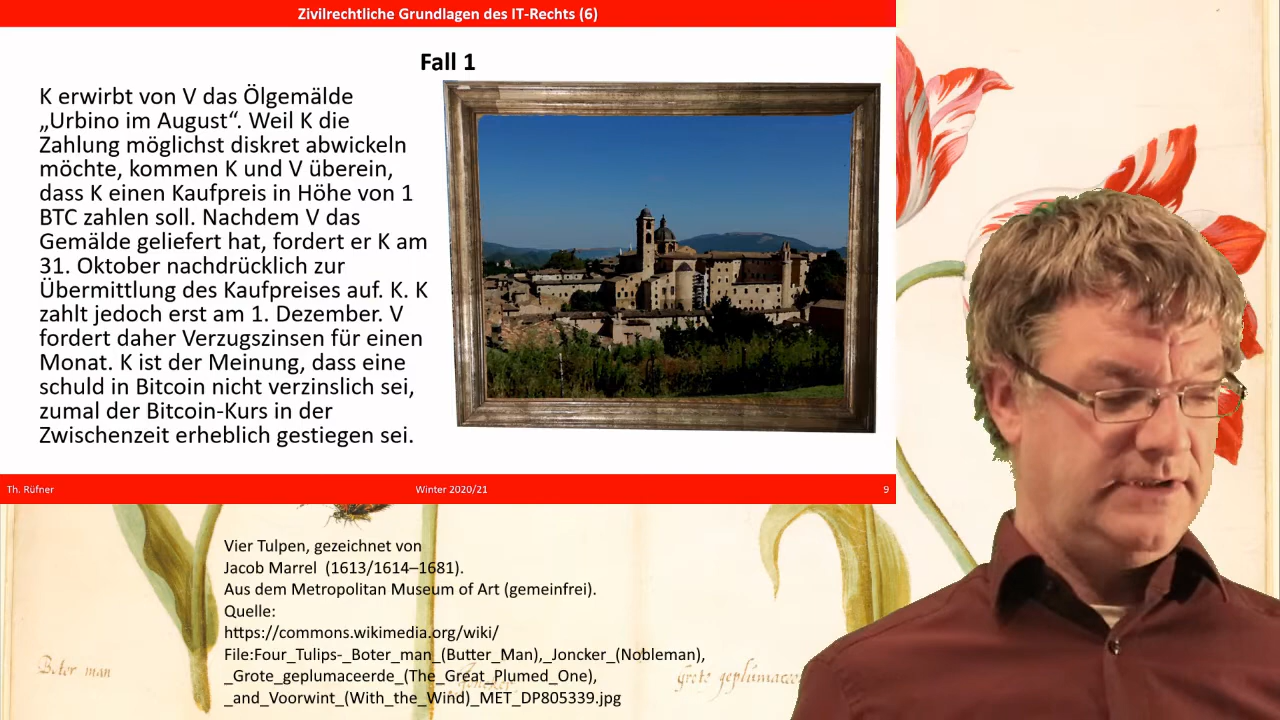 Zivilrechtliche Grundlagen des IT-Rechts (6)
Fall 1
K erwirbt von V das Ölgemälde
„Urbino im August“. Weil K die
Zahlung möglichst diskret abwickeln
möchte, kommen K und V überein,
dass K einen Kaufpreis in Höhe von 1
BTC zahlen soll. Nachdem V das
Gemälde geliefert hat, fordert er K am
31. Oktober nachdrücklich zur
Übermittlung des Kaufpreises auf. K. K
zahlt jedoch erst am 1. Dezember. V
fordert daher Verzugszinsen für einen
Monat. K ist der Meinung, dass eine
schuld in Bitcoin nicht verzinslich sei,
zumal der Bitcoin-Kurs in der
Zwischenzeit erheblich gestiegen sei.
Th. Rüfner
Winter 2020/21
9
Vier Tulpen, gezeichnet von
Jacob Marrel (1613/1614–1681).
Aus dem Metropolitan Museum of Art (gemeinfrei).
Quelle:
https://commons.wikimedia.org/wiki/
File:Four_Tulips-_Boter_man_(Butter_Man),_Joncker_(Nobleman),
_Grote_geplumaceerde_(The_Great_Plumed_One),
_and_Voorwint_(With_the_Wind)_MET_DP805339.jpg
Boter man
Joncker
grote geplumacee